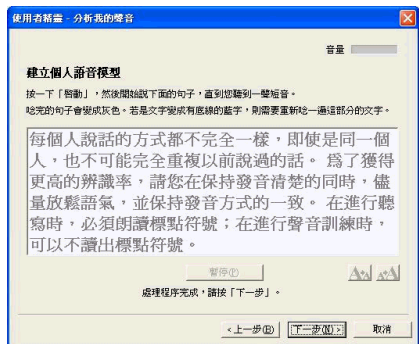 使用者精靈 - 分析我的聲音
音量
建立個人語音模型
按一下「啓動」，然後開始說下面的句子，直到您聽到一聲短音。
唸完的句子會變成灰色。若是文字變成有底線的藍字，則需要重新唸一遍這部分的文字。
每個人說話的方式都不完全一樣，即使是同一個
人，也不可能完全重複以前說過的話。 爲了獲得
更高的辨識率，請您在保持發音清楚的同時，儘
量放鬆語氣，並保持發音方式的一致。 在進行聽
寫時，必須朗讀標點符號；在進行聲音訓練時，
可以不讀出標點符號。
暫停(P)
處理程序完成，請按「下一步」。
<上一步(B) 下一步(N)> 取消